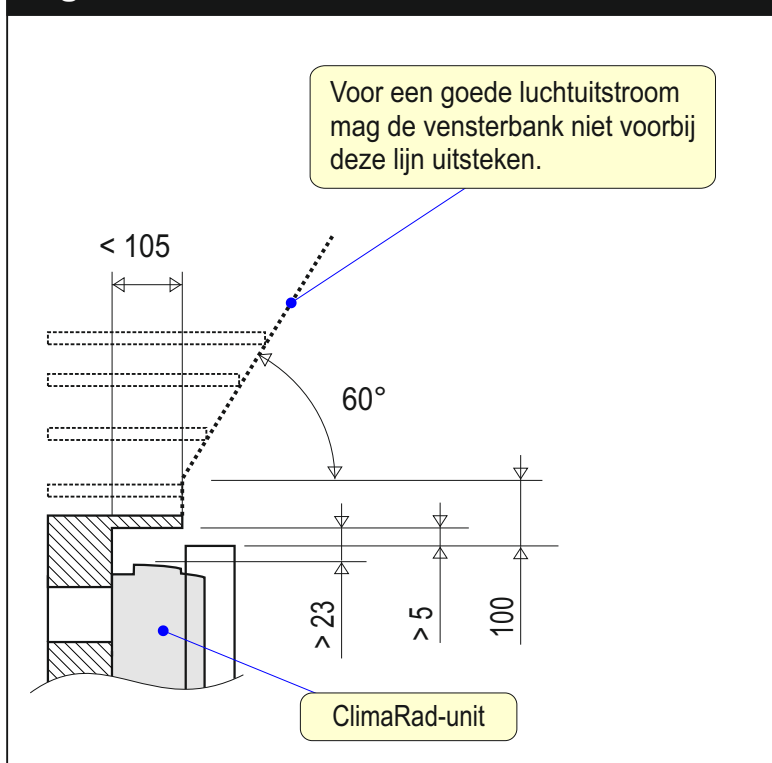 Voor een goede luchtuitstroom
mag de vensterbank niet voorbij
deze lijn uitsteken.
< 105
60°
> 23
> 5
100
ClimaRad-unit